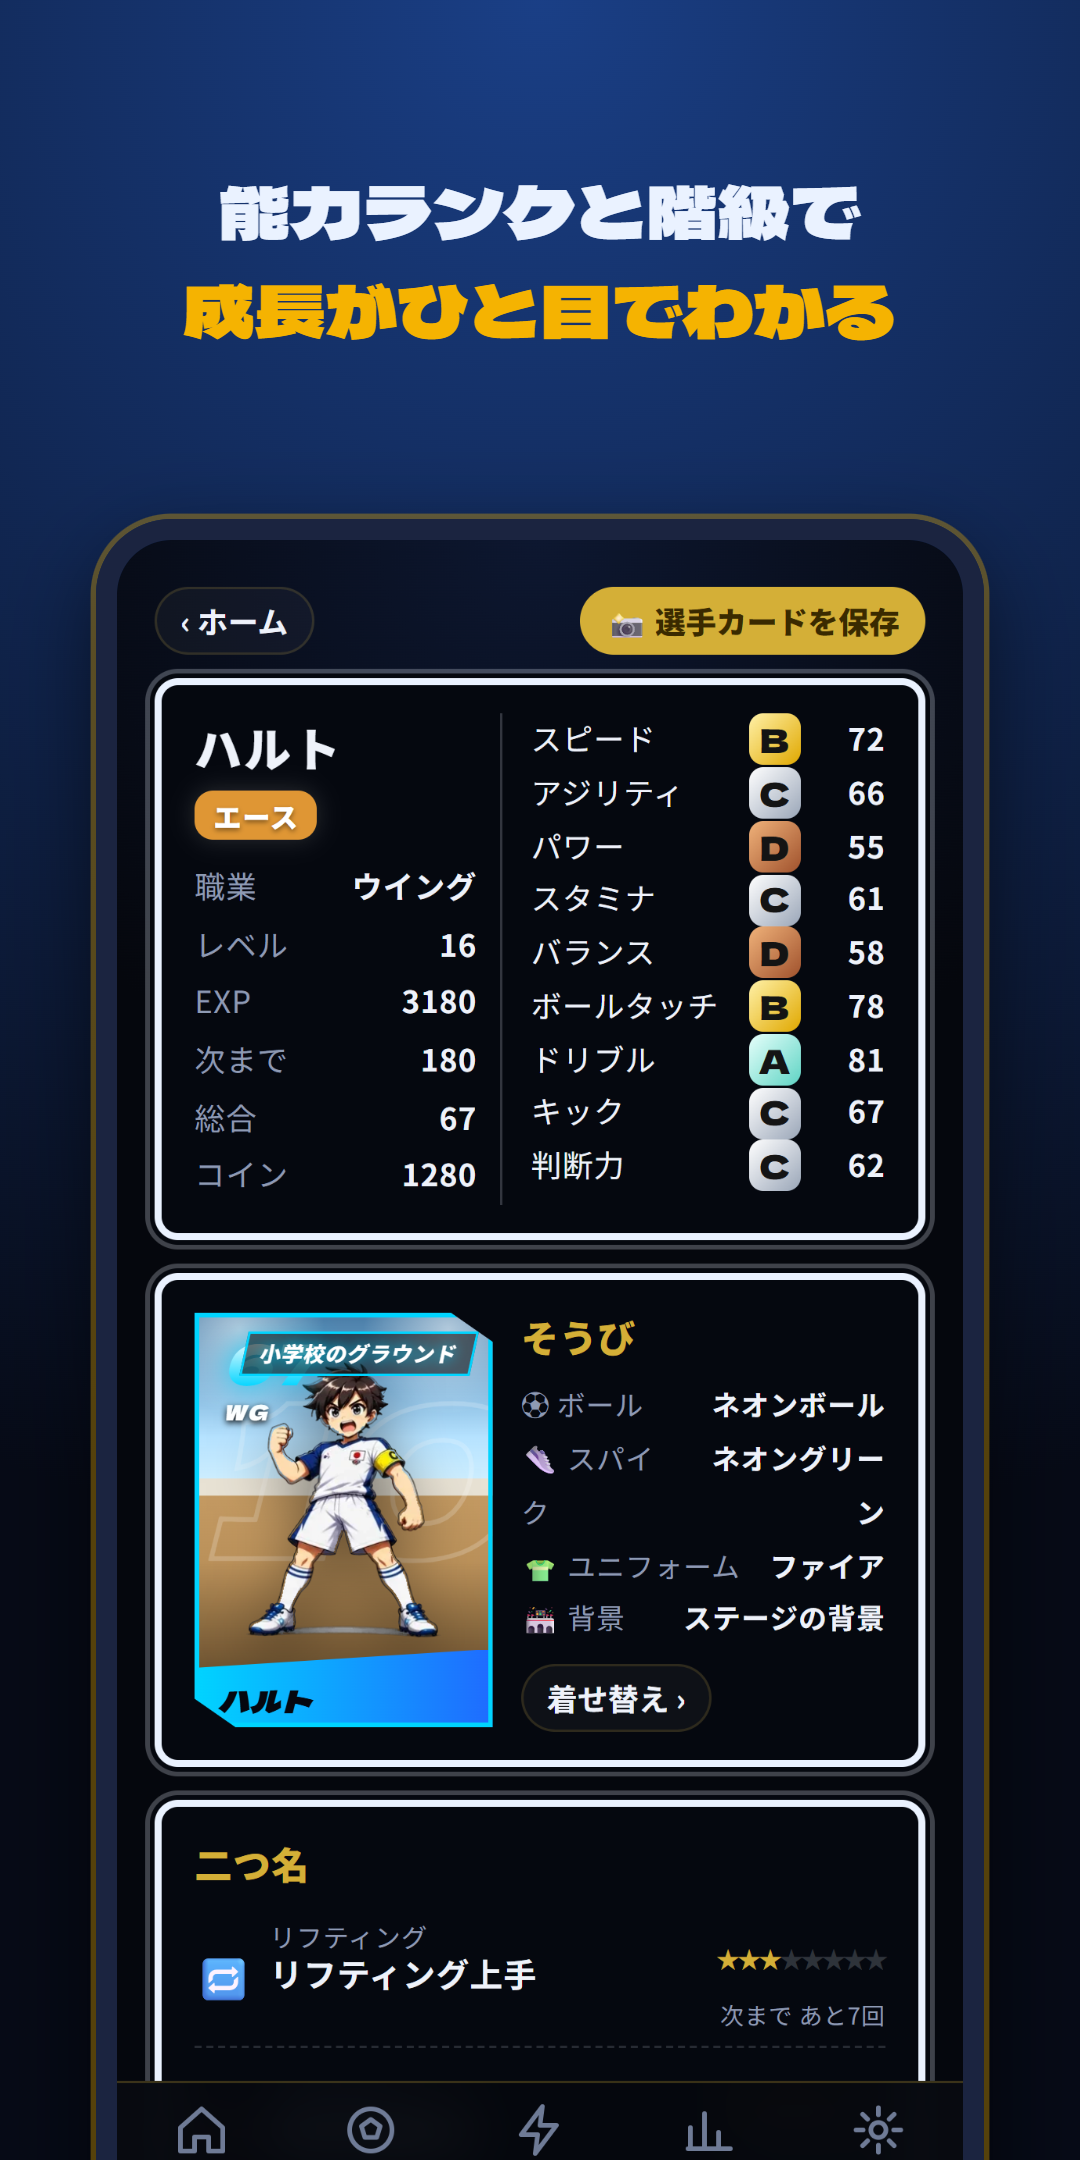 能力ランクと階級で
成長がひと目でわかる
‹ ホーム
📷 選手カードを保存
ハルト
エース
職業 ウイング
レベル 16
EXP 3180
次まで 180
総合 67
コイン 1280
スピード B 72
アジリティ C 66
パワー D 55
スタミナ C 61
バランス D 58
ボールタッチ B 78
ドリブル A 81
キック C 67
判断力 C 62
小学校のグラウンド
WG
ハルト
そうび
ボール ネオンボール
スパイ ネオングリー
ク ン
ユニフォーム ファイア
背景 ステージの背景
着せ替え ›
二つ名
リフティング
リフティング上手
★★★★★★★★
次まで あと7回